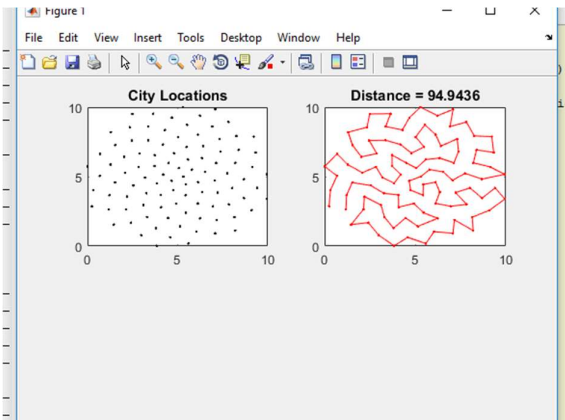 Figure 1
File Edit View Insert Tools Desktop Window Help
City Locations
Distance = 94.9436
10
5
0
0 5 10
10
5
0
0 5 10